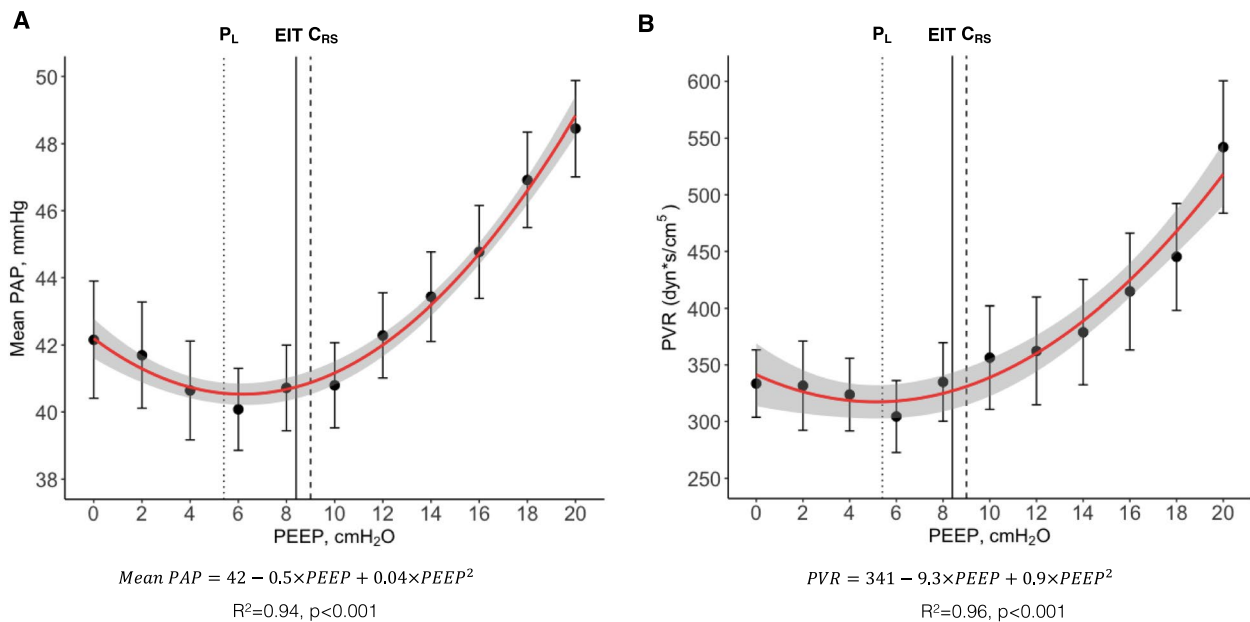 A
P_L EIT C_RS
Mean PAP, mmHg
50
48
46
44
42
40
38
0 2 4 6 8 10 12 14 16 18 20
PEEP, cmH₂O
Mean PAP = 42 − 0.5×PEEP + 0.04×PEEP²
R²=0.94, p<0.001
B
P_L EIT C_RS
PVR (dyn*s/cm⁵)
600
550
500
450
400
350
300
250
0 2 4 6 8 10 12 14 16 18 20
PEEP, cmH₂O
PVR = 341 − 9.3×PEEP + 0.9×PEEP²
R²=0.96, p<0.001